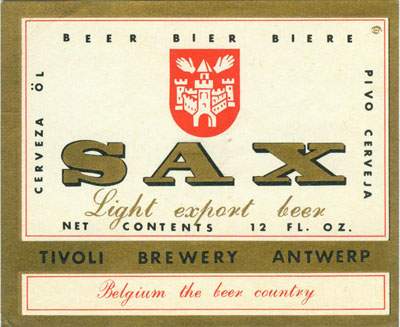 BEER BIER BIERE
CERVEZA ÖL
PIVO CERVEJA
SAX
Light export beer
NET CONTENTS 12 FL. OZ.
TIVOLI BREWERY ANTWERP
Belgium the beer country